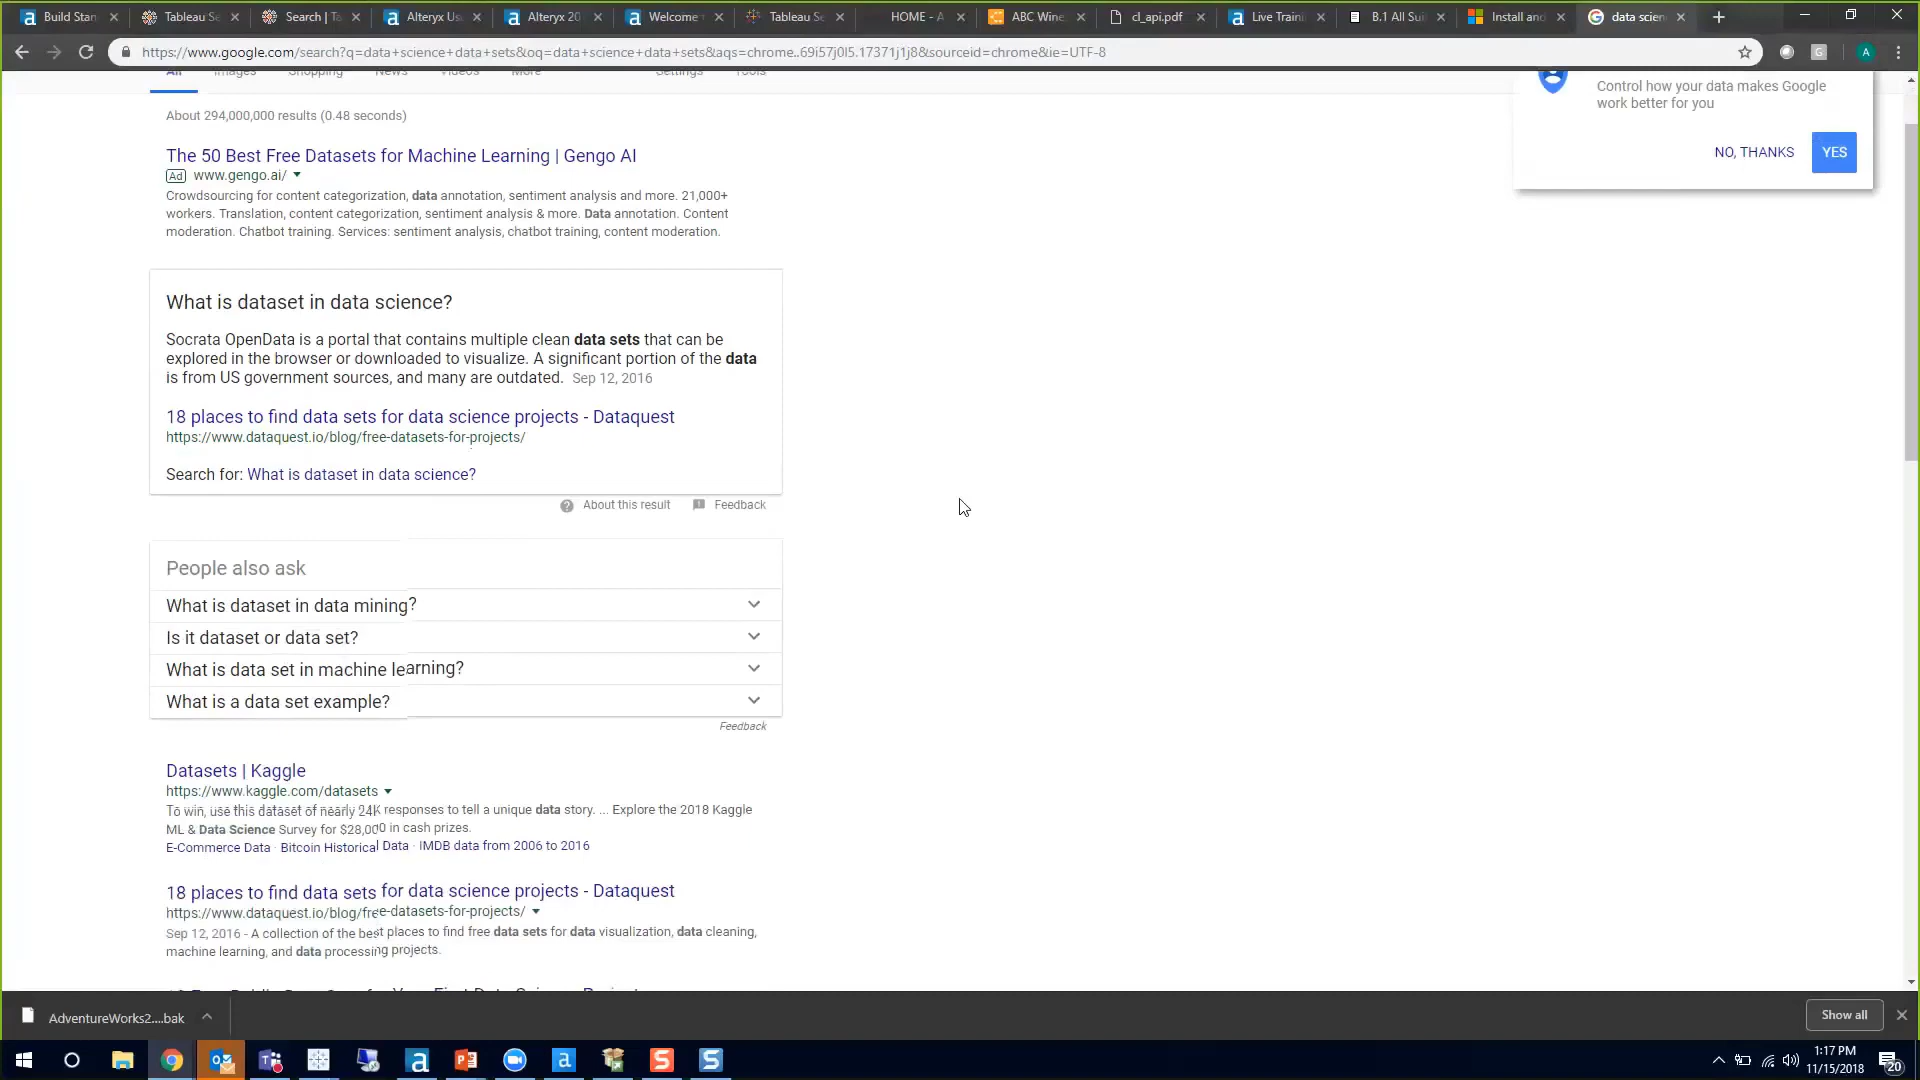 Build Stan
Tableau Se
Search | Ta
Alteryx Us
Alteryx 20
Welcome
Tableau Se
HOME - A
ABC Wine
cl_api.pdf
Live Traini
B.1 All Sui
Install and
data scien
https://www.google.com/search?q=data+science+data+sets&oq=data+science+data+sets&aqs=chrome..69i57j0l5.17371j1j8&sourceid=chrome&ie=UTF-8
G
A
All Images Shopping News Videos More Settings Tools
Control how your data makes Google
work better for you
NO, THANKS YES
About 294,000,000 results (0.48 seconds)
The 50 Best Free Datasets for Machine Learning | Gengo AI
Ad www.gengo.ai/
Crowdsourcing for content categorization, data annotation, sentiment analysis and more. 21,000+
workers. Translation, content categorization, sentiment analysis & more. Data annotation. Content
moderation. Chatbot training. Services: sentiment analysis, chatbot training, content moderation.
What is dataset in data science?
Socrata OpenData is a portal that contains multiple clean data sets that can be
explored in the browser or downloaded to visualize. A significant portion of the data
is from US government sources, and many are outdated. Sep 12, 2016
18 places to find data sets for data science projects - Dataquest
https://www.dataquest.io/blog/free-datasets-for-projects/
Search for: What is dataset in data science?
About this result Feedback
People also ask
What is dataset in data mining?
Is it dataset or data set?
What is data set in machine learning?
What is a data set example?
Feedback
Datasets | Kaggle
https://www.kaggle.com/datasets
To win, use this dataset of nearly 24K responses to tell a unique data story. ... Explore the 2018 Kaggle
ML & Data Science Survey for $28,000 in cash prizes.
E-Commerce Data · Bitcoin Historical Data · IMDB data from 2006 to 2016
18 places to find data sets for data science projects - Dataquest
https://www.dataquest.io/blog/free-datasets-for-projects/
Sep 12, 2016 - A collection of the best places to find free data sets for data visualization, data cleaning,
machine learning, and data processing projects.
AdventureWorks2....bak
Show all
1:17 PM
11/15/2018
20